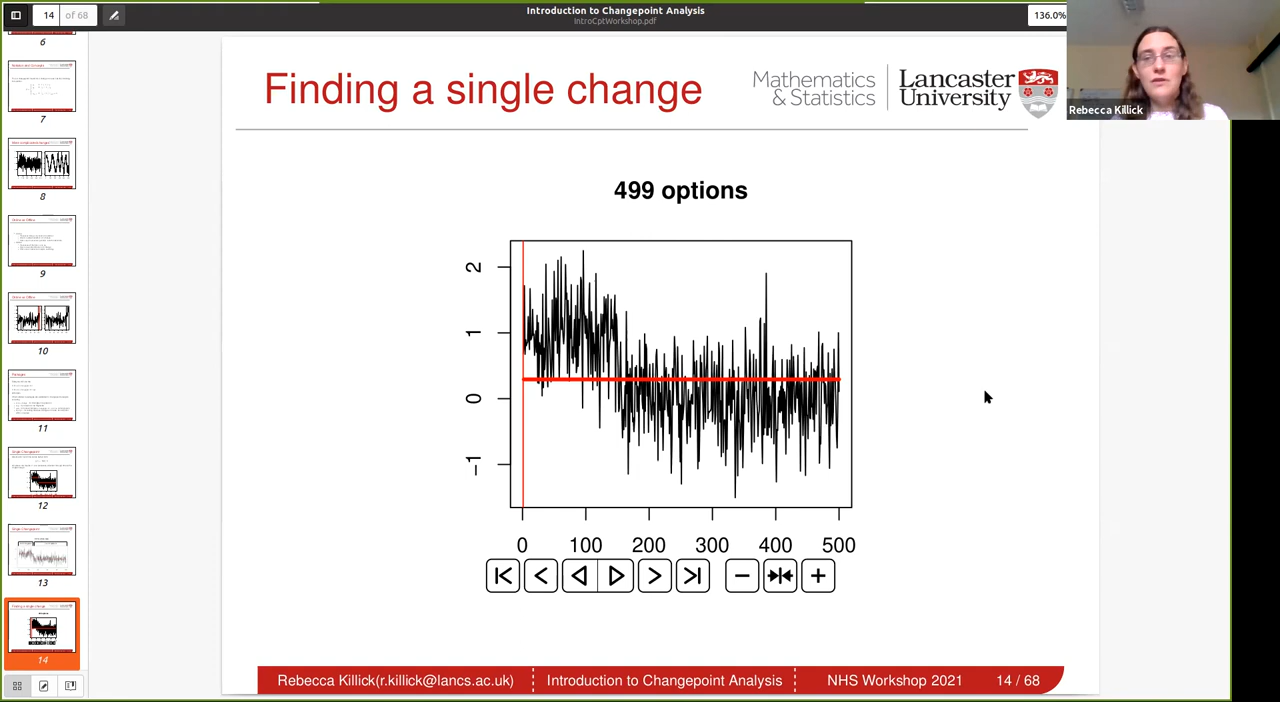 14 of 68
Introduction to Changepoint Analysis
IntroCptWorkshop.pdf
136.0%
Rebecca Killick
6
7
8
9
10
11
12
13
14
Finding a single change
Mathematics
& Statistics
Lancaster
University
499 options
2
1
0
−1
0 100 200 300 400 500
Rebecca Killick(r.killick@lancs.ac.uk) Introduction to Changepoint Analysis NHS Workshop 2021 14 / 68